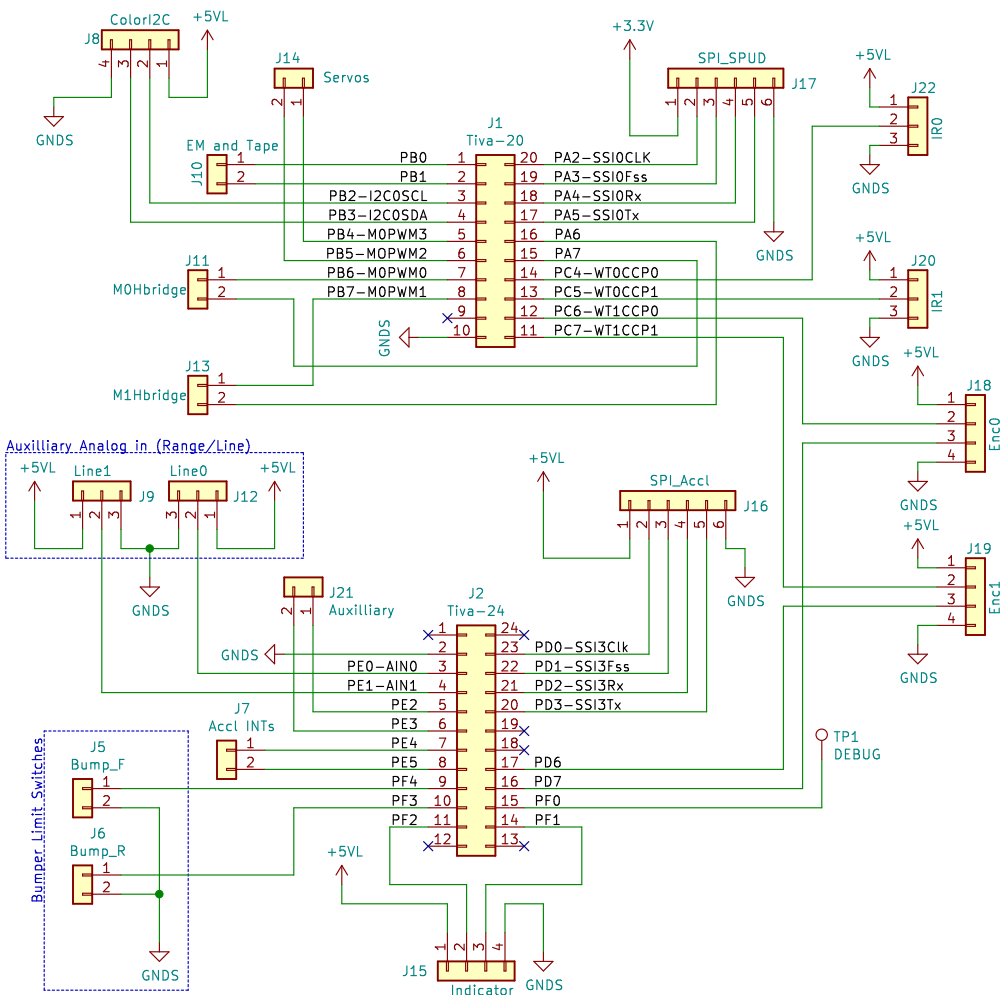 ColorI2C
J8
+5VL
4
3
2
1
GNDS
J14
Servos
2
1
+3.3V
SPI_SPUD
J17
1
2
3
4
5
6
GNDS
+5VL
J22
1
2
3
IR0
GNDS
EM and Tape
J10
1
2
J1
Tiva-20
PB0
1
20
PA2-SSI0CLK
PB1
2
19
PA3-SSI0Fss
PB2-I2C0SCL
3
18
PA4-SSI0Rx
PB3-I2C0SDA
4
17
PA5-SSI0Tx
PB4-M0PWM3
5
16
PA6
PB5-M0PWM2
6
15
PA7
PB6-M0PWM0
7
14
PC4-WT0CCP0
PB7-M0PWM1
8
13
PC5-WT0CCP1
9
12
PC6-WT1CCP0
GNDS
10
11
PC7-WT1CCP1
J11
M0Hbridge
1
2
J13
M1Hbridge
1
2
+5VL
J20
1
2
3
IR1
GNDS
+5VL
J18
1
2
3
4
Enc0
GNDS
+5VL
J19
1
2
3
4
Enc1
GNDS
Auxilliary Analog in (Range/Line)
+5VL
Line1
J9
1
2
3
Line0
J12
3
2
1
+5VL
GNDS
+5VL
SPI_Accl
J16
1
2
3
4
5
6
GNDS
J21
Auxilliary
2
1
J2
Tiva-24
1
24
GNDS
2
23
PD0-SSI3Clk
PE0-AIN0
3
22
PD1-SSI3Fss
PE1-AIN1
4
21
PD2-SSI3Rx
PE2
5
20
PD3-SSI3Tx
PE3
6
19
PE4
7
18
PE5
8
17
PD6
PF4
9
16
PD7
PF3
10
15
PF0
PF2
11
14
PF1
12
13
J7
Accl INTs
1
2
TP1
DEBUG
Bumper Limit Switches
J5
Bump_F
1
2
J6
Bump_R
1
2
GNDS
+5VL
1
2
3
4
J15
Indicator
GNDS